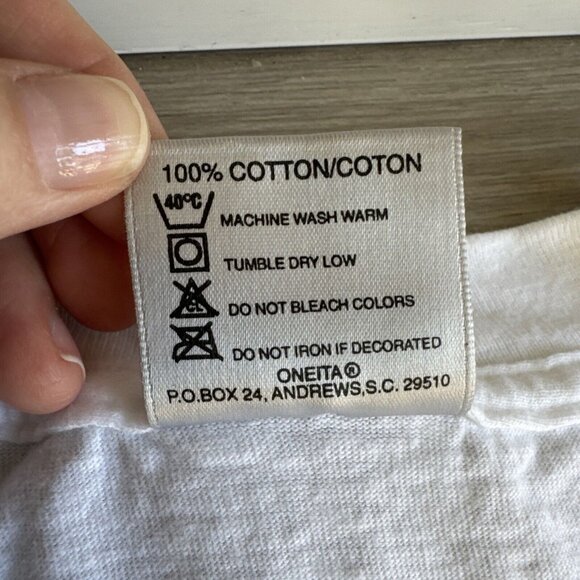 100% COTTON/COTON
40°C MACHINE WASH WARM
TUMBLE DRY LOW
CL DO NOT BLEACH COLORS
DO NOT IRON IF DECORATED
ONEITA®
P.O.BOX 24, ANDREWS,S.C. 29510